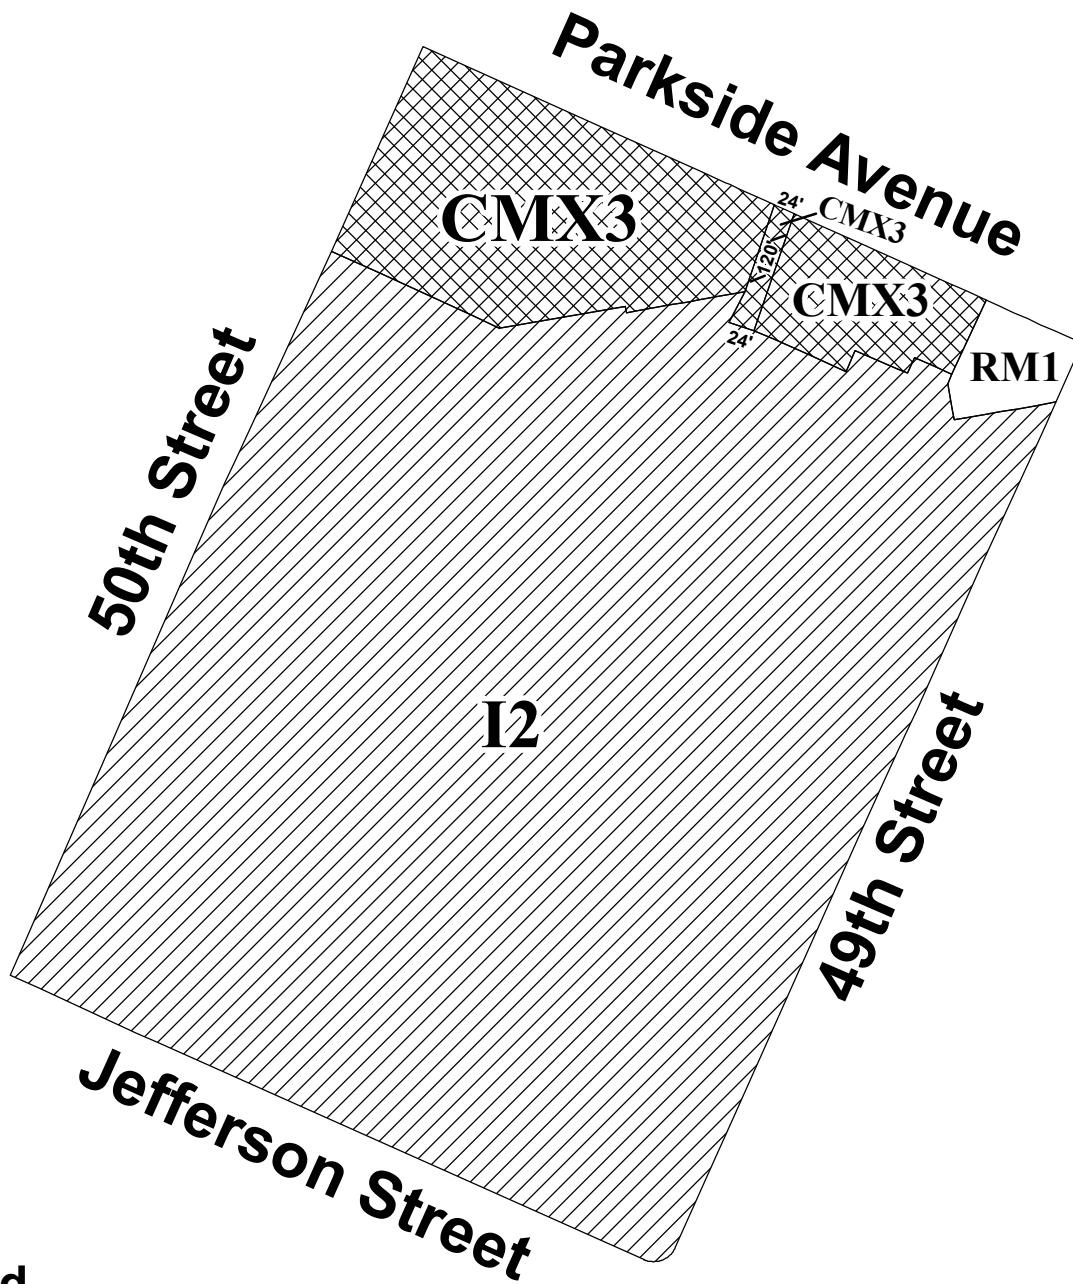 Parkside Avenue
24'
CMX3
CMX3
120'
CMX3
24'
RM1
50th Street
I2
49th Street
Jefferson Street
d